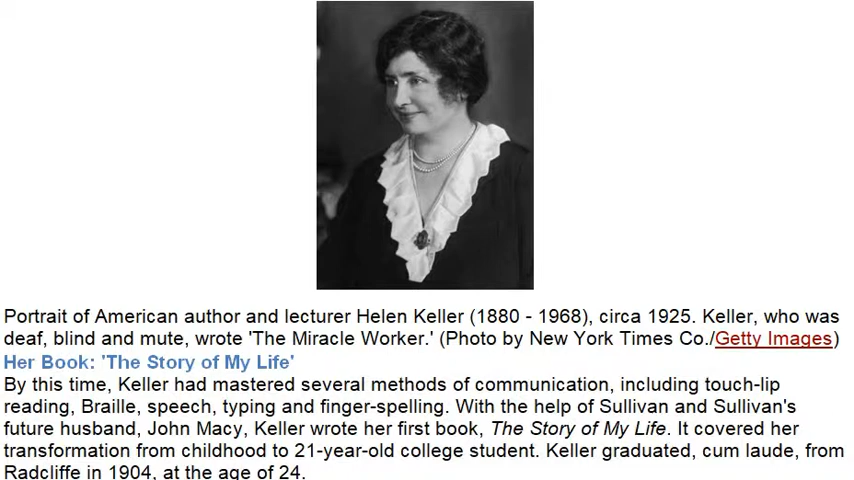 Portrait of American author and lecturer Helen Keller (1880 - 1968), circa 1925. Keller, who was
deaf, blind and mute, wrote 'The Miracle Worker.' (Photo by New York Times Co./Getty Images)
Her Book: 'The Story of My Life'
By this time, Keller had mastered several methods of communication, including touch-lip
reading, Braille, speech, typing and finger-spelling. With the help of Sullivan and Sullivan's
future husband, John Macy, Keller wrote her first book, The Story of My Life. It covered her
transformation from childhood to 21-year-old college student. Keller graduated, cum laude, from
Radcliffe in 1904, at the age of 24.